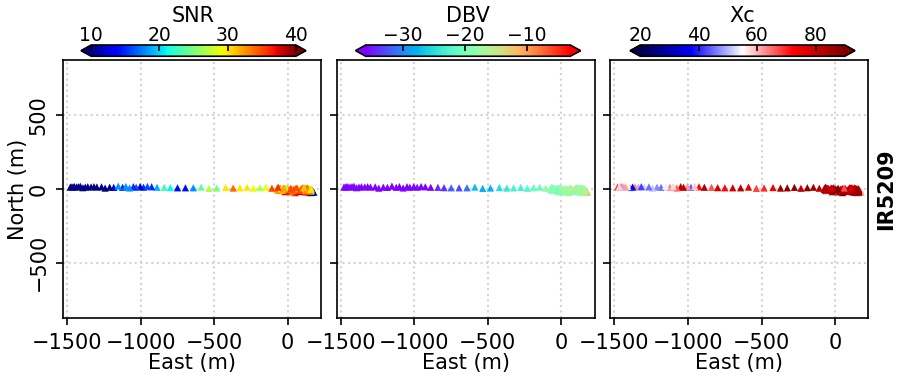 SNR DBV Xc
10 20 30 40 −30 −20 −10 20 40 60 80
500
0
−500
North (m)
IR5209
−1500 −1000 −500 0 −1500 −1000 −500 0 −1500 −1000 −500 0
East (m) East (m) East (m)